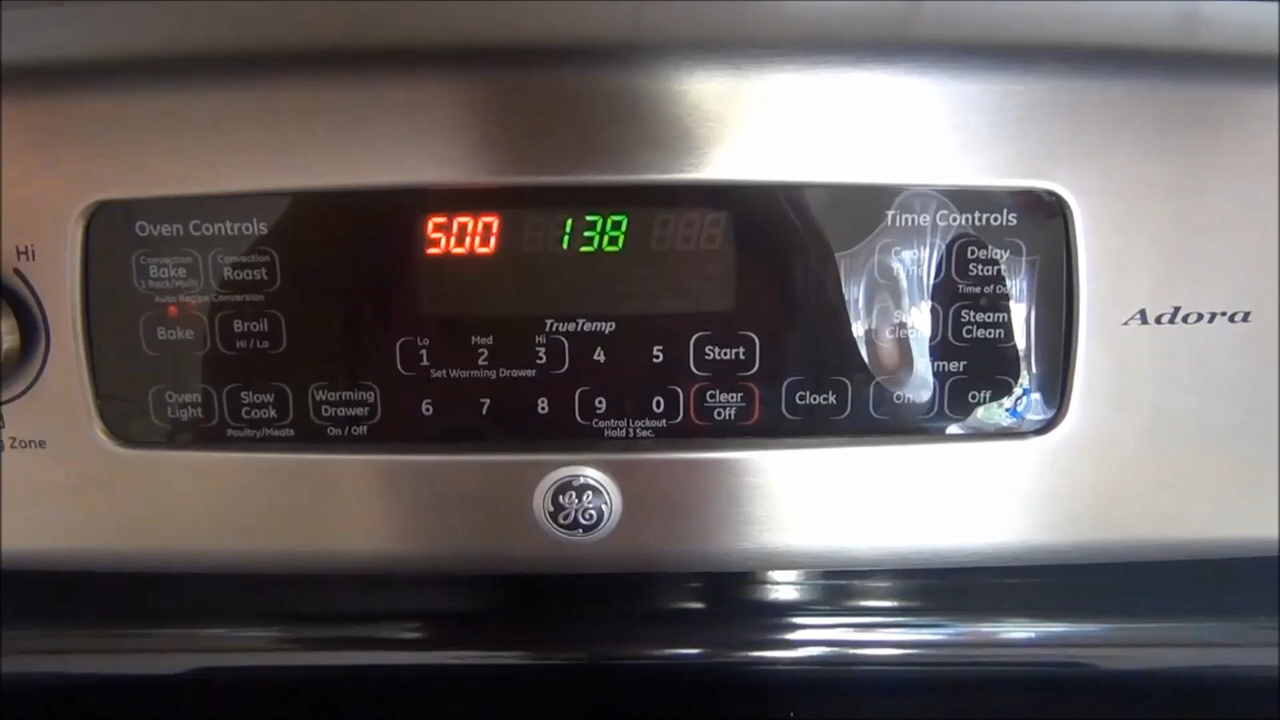 Hi
Zone
Oven Controls
Convection
Bake
1 Rack/Multi
Convection
Roast
Auto Recipe Conversion
Bake
Broil
Hi / Lo
Oven
Light
Slow
Cook
Poultry/Meats
Warming
Drawer
On / Off
500
138
TrueTemp
Lo
Med
Hi
1 2 3 4 5
Set Warming Drawer
6 7 8 9 0
Control Lockout
Hold 3 Sec.
Start
Clear
Off
Clock
Time Controls
Delay
Start
Steam
Clean
On
Off
GE
Adora